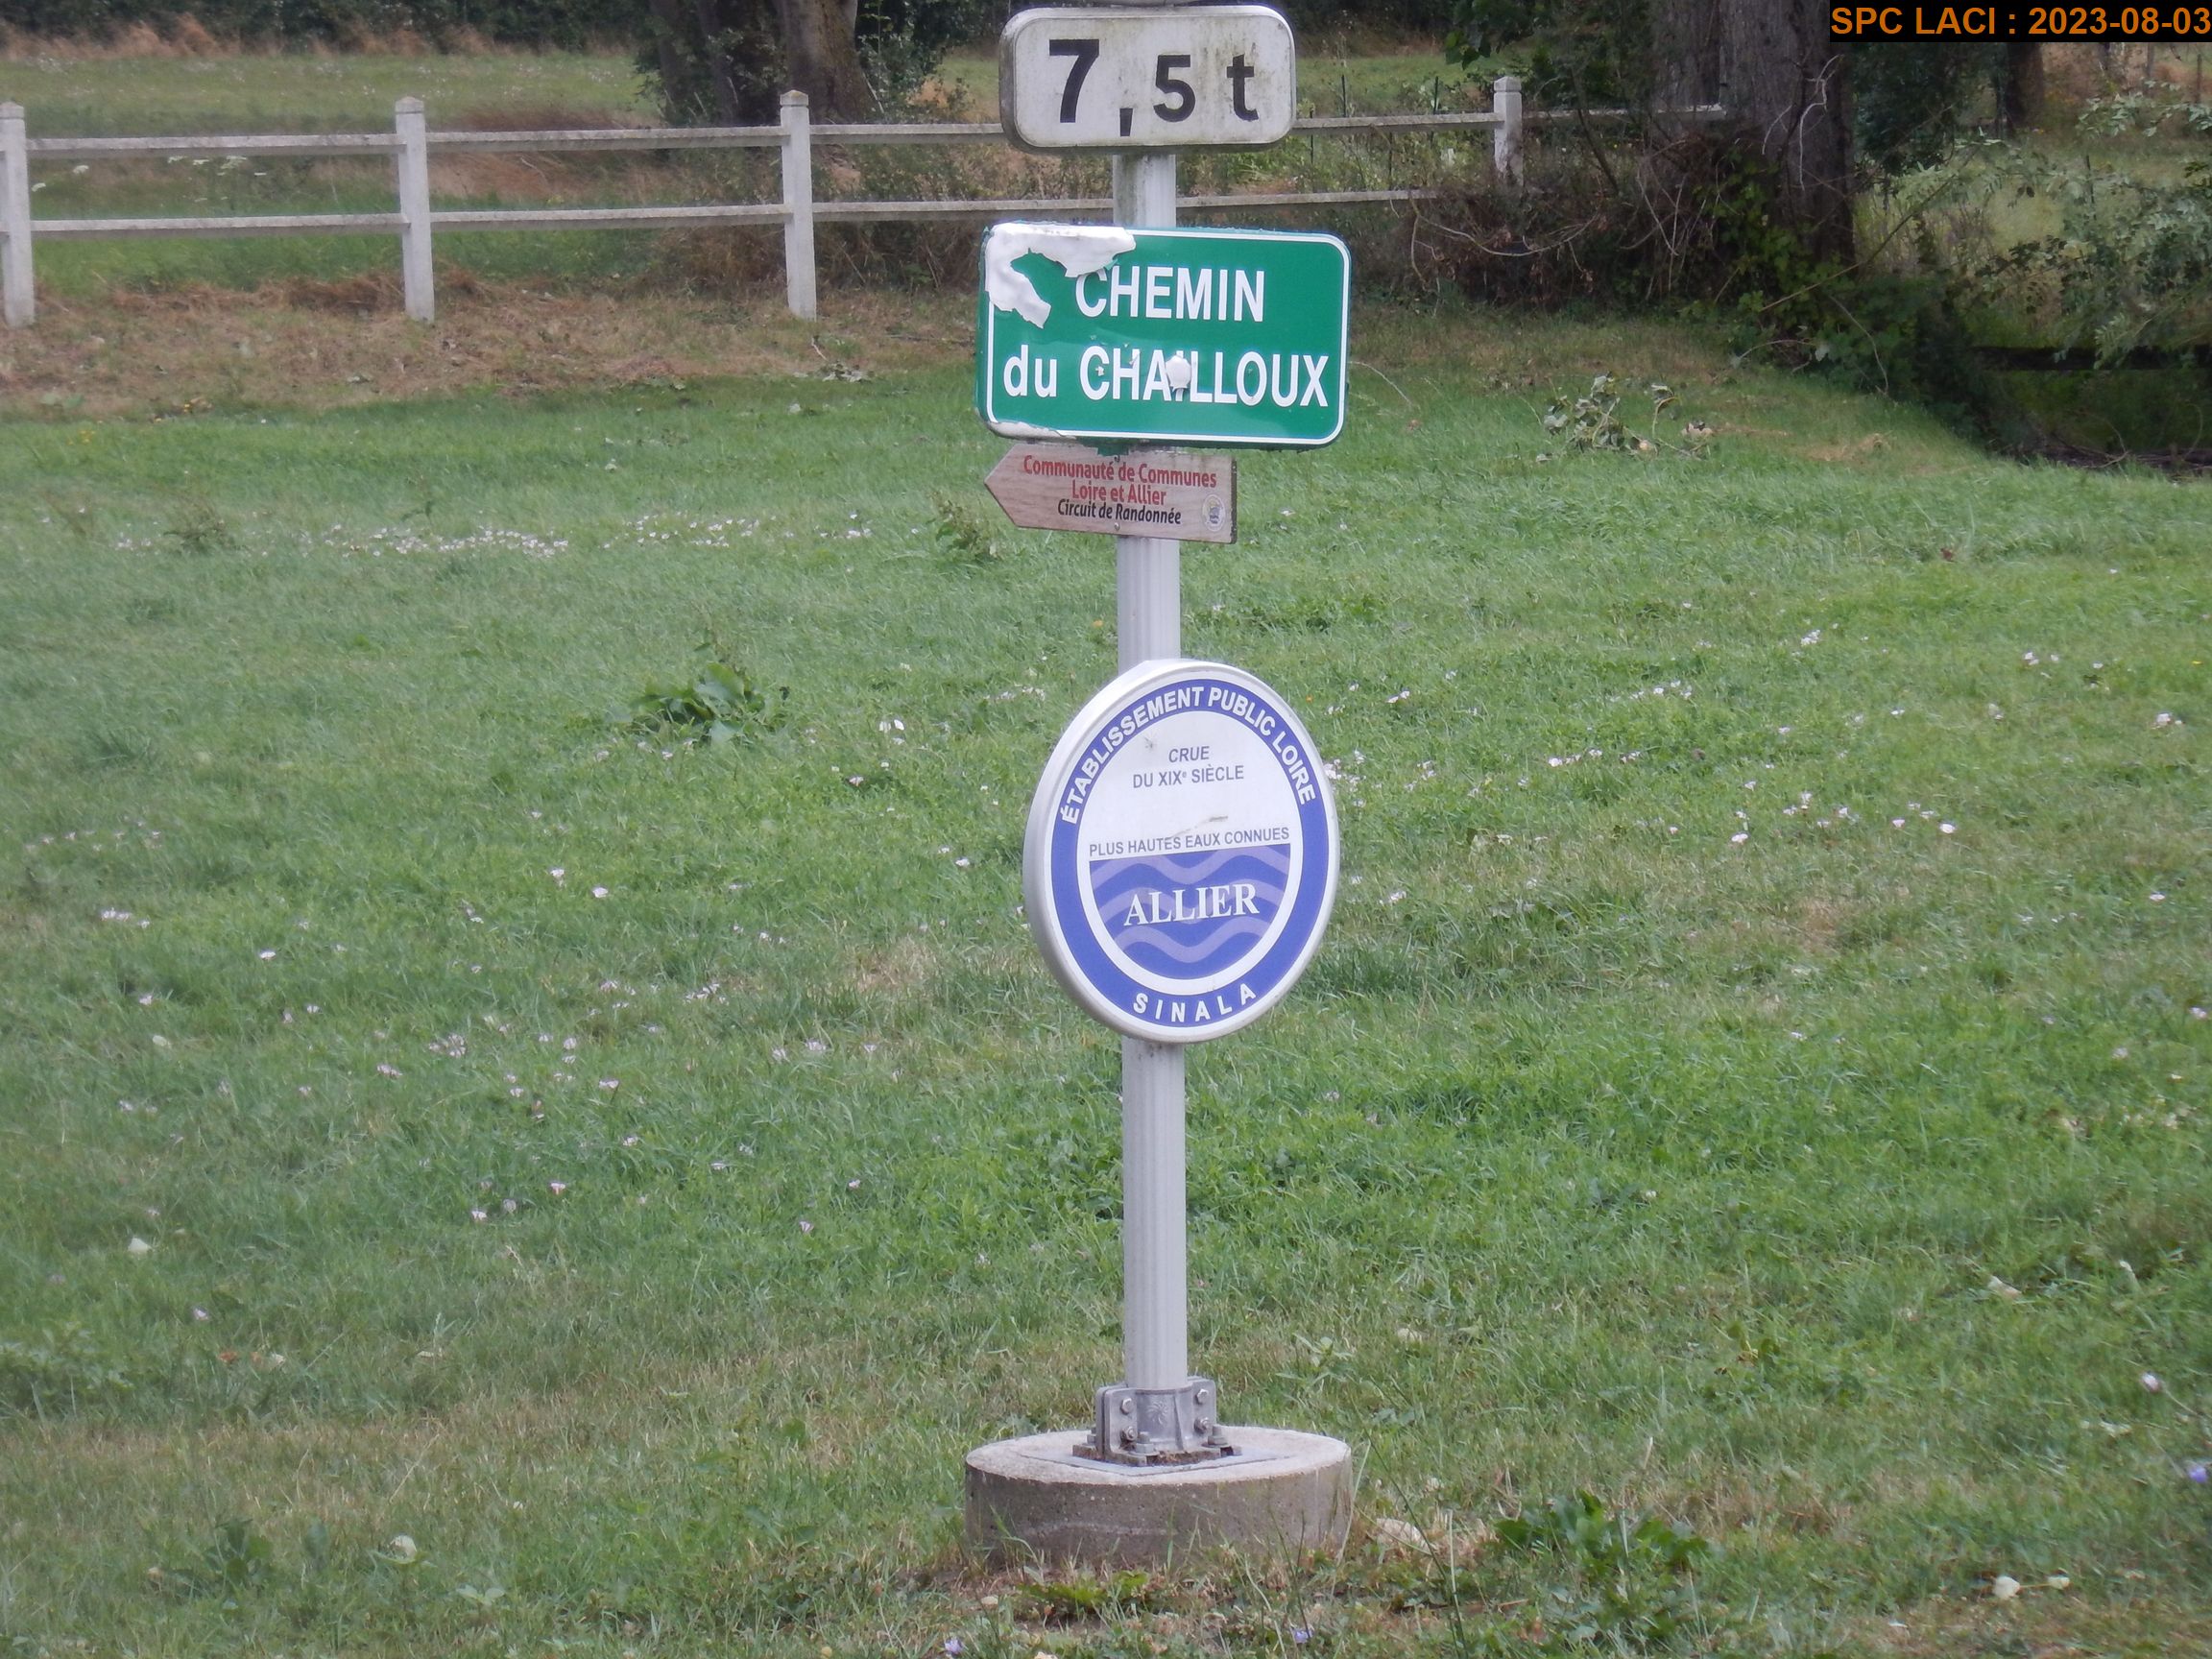 SPC LACI : 2023-08-03
7,5 t
CHEMIN
du CHAILLOUX
Communauté de Communes
Loire et Allier
Circuit de Randonnée
ÉTABLISSEMENT PUBLIC LOIRE
CRUE
DU XIXe SIÈCLE
PLUS HAUTES EAUX CONNUES
ALLIER
SINALA